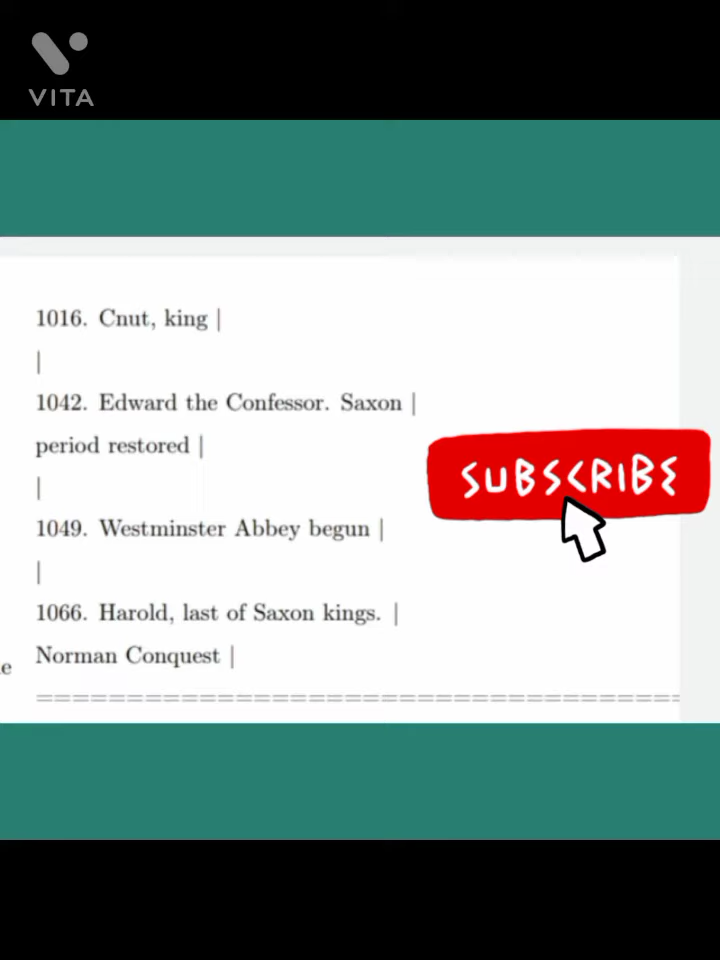 VITA
1016. Cnut, king |
|
1042. Edward the Confessor. Saxon |
period restored |
|
1049. Westminster Abbey begun |
|
1066. Harold, last of Saxon kings. |
Norman Conquest |
=====================================
SUBSCRIBE